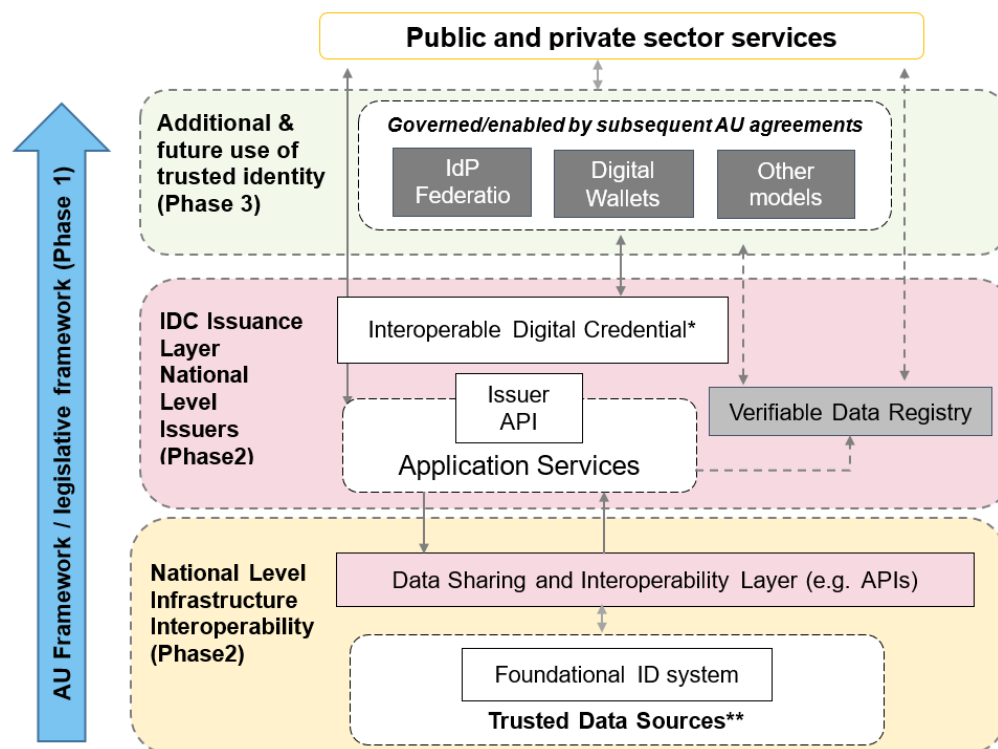 Public and private sector services
AU Framework / legislative framework (Phase 1)
Additional &
future use of
trusted identity
(Phase 3)
Governed/enabled by subsequent AU agreements
IdP
Federatio
Digital
Wallets
Other
models
IDC Issuance
Layer
National
Level
Issuers
(Phase2)
Interoperable Digital Credential*
Issuer
API
Application Services
Verifiable Data Registry
National Level
Infrastructure
Interoperability
(Phase2)
Data Sharing and Interoperability Layer (e.g. APIs)
Foundational ID system
Trusted Data Sources**